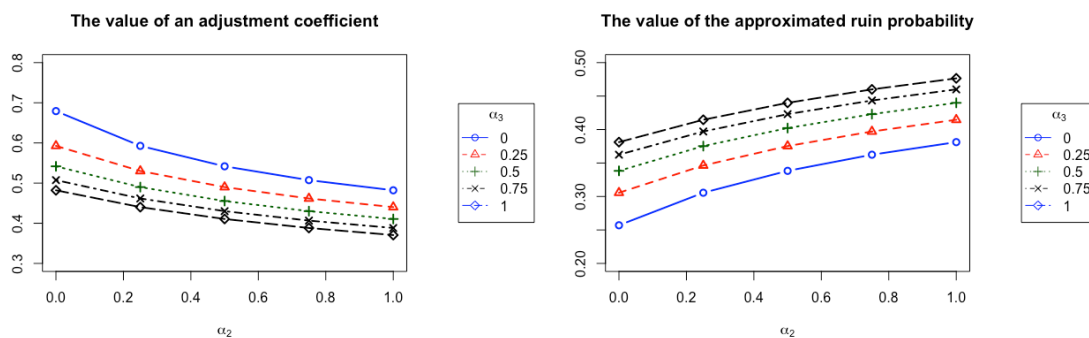 The value of an adjustment coefficient
0.8
0.7
0.6
0.5
0.4
0.3
0.0 0.2 0.4 0.6 0.8 1.0
α2
α3
0
0.25
0.5
0.75
1
The value of the approximated ruin probability
0.50
0.40
0.30
0.20
0.0 0.2 0.4 0.6 0.8 1.0
α2
α3
0
0.25
0.5
0.75
1